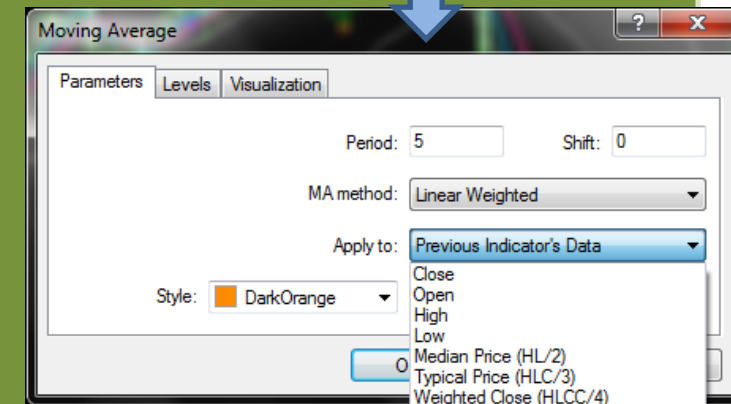 Moving Average
Parameters Levels Visualization
Period: 5 Shift: 0
MA method: Linear Weighted
Apply to: Previous Indicator's Data
Close
Style: DarkOrange Open
High
Low
Median Price (HL/2)
Typical Price (HLC/3)
Weighted Close (HLCC/4)